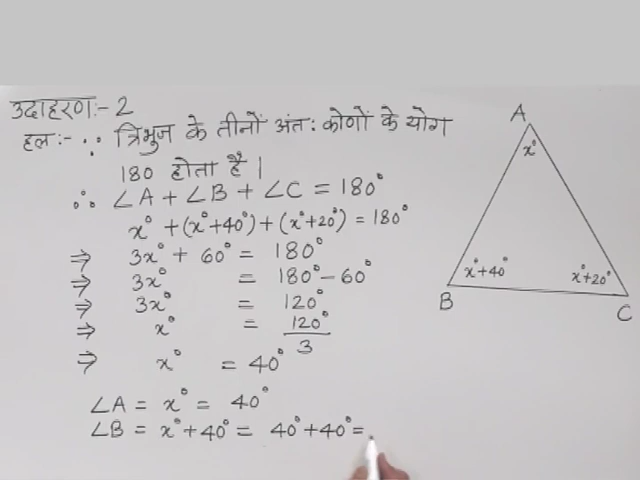 उदाहरण:- 2
हल:- ∵ त्रिभुज के तीनों अंत: कोणों के योग
180 होता है |
∴ ∠A + ∠B + ∠C = 180°
x° + (x°+40°) + (x°+20°) = 180°
⇒ 3x° + 60° = 180°
⇒ 3x° = 180° - 60°
⇒ 3x° = 120°
⇒ x° = 120°/3
⇒ x° = 40°
∠A = x° = 40°
∠B = x° + 40° = 40° + 40° =
A
x°
x°+40°
x°+20°
B
C